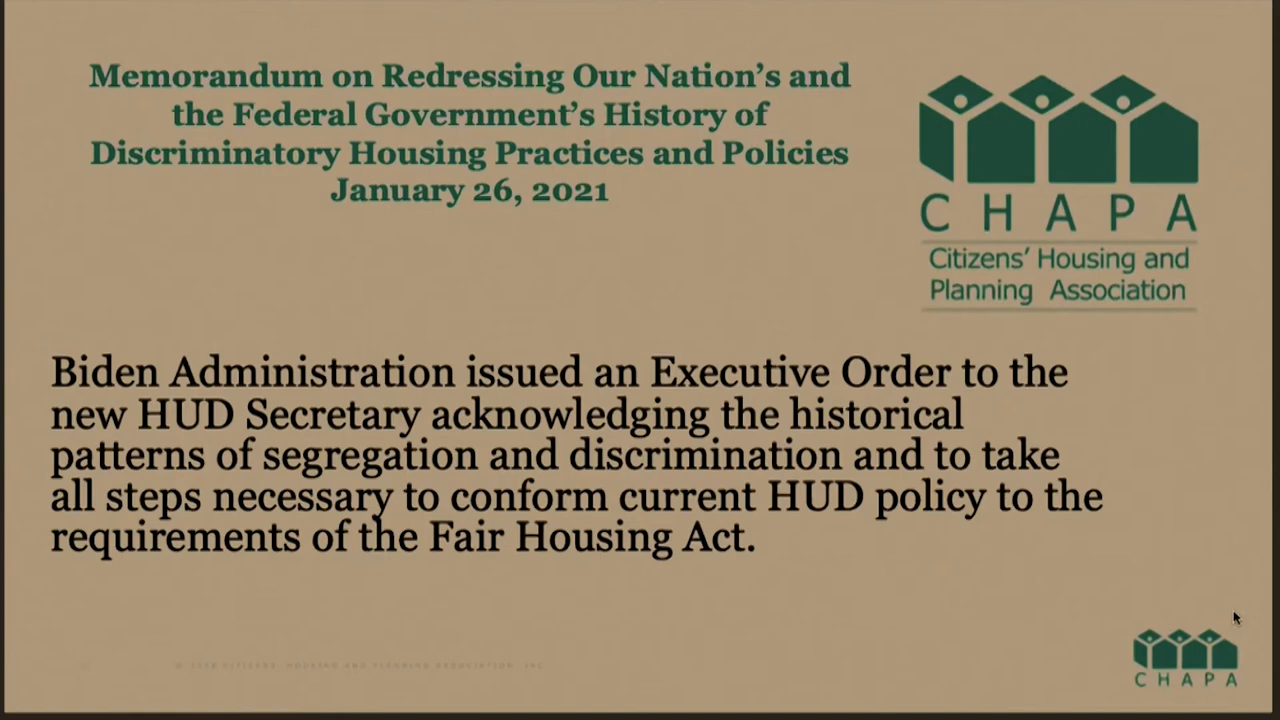 Memorandum on Redressing Our Nation’s and
the Federal Government’s History of
Discriminatory Housing Practices and Policies
January 26, 2021
CHAPA
Citizens’ Housing and
Planning Association
Biden Administration issued an Executive Order to the
new HUD Secretary acknowledging the historical
patterns of segregation and discrimination and to take
all steps necessary to conform current HUD policy to the
requirements of the Fair Housing Act.
CHAPA